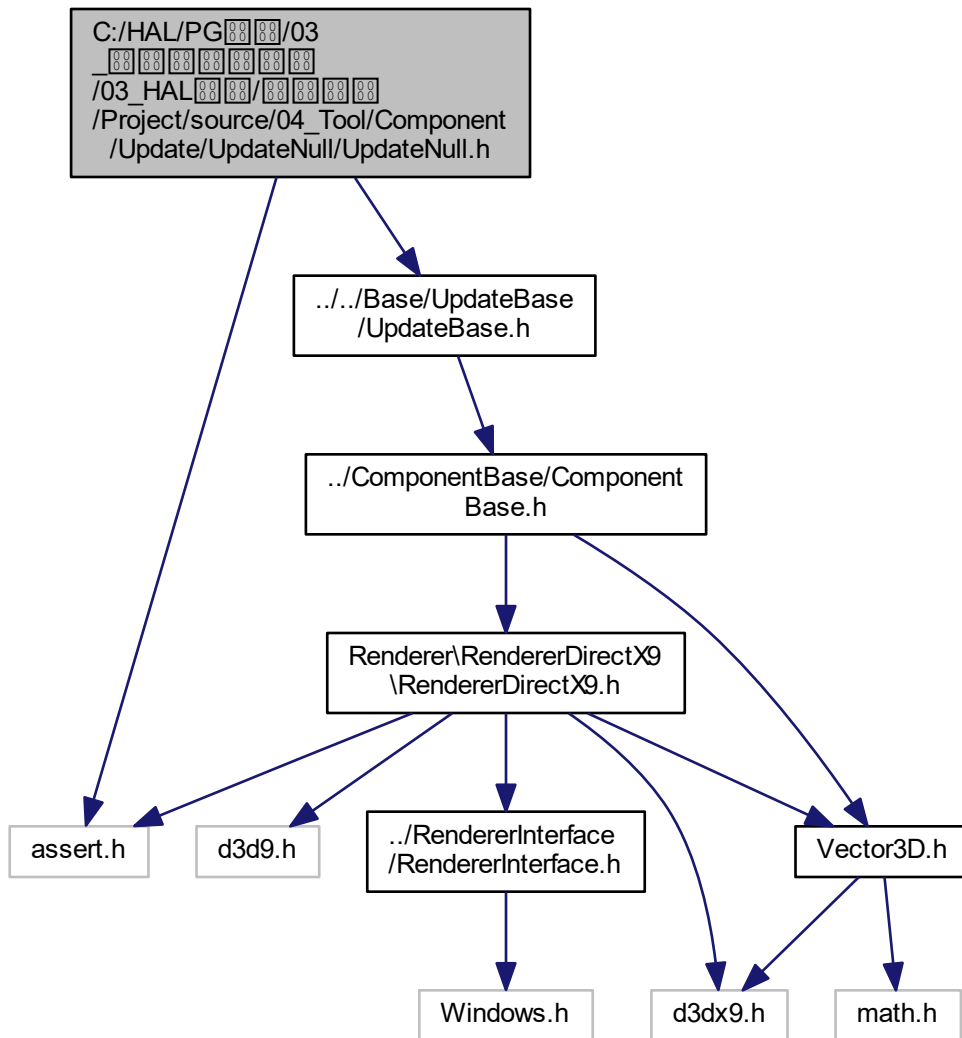 C:/HAL/PG/03
_
/03_HAL/
/Project/source/04_Tool/Component
/Update/UpdateNull/UpdateNull.h
../../Base/UpdateBase
/UpdateBase.h
../ComponentBase/Component
Base.h
Renderer\RendererDirectX9
\RendererDirectX9.h
assert.h
d3d9.h
../RendererInterface
/RendererInterface.h
Vector3D.h
Windows.h
d3dx9.h
math.h